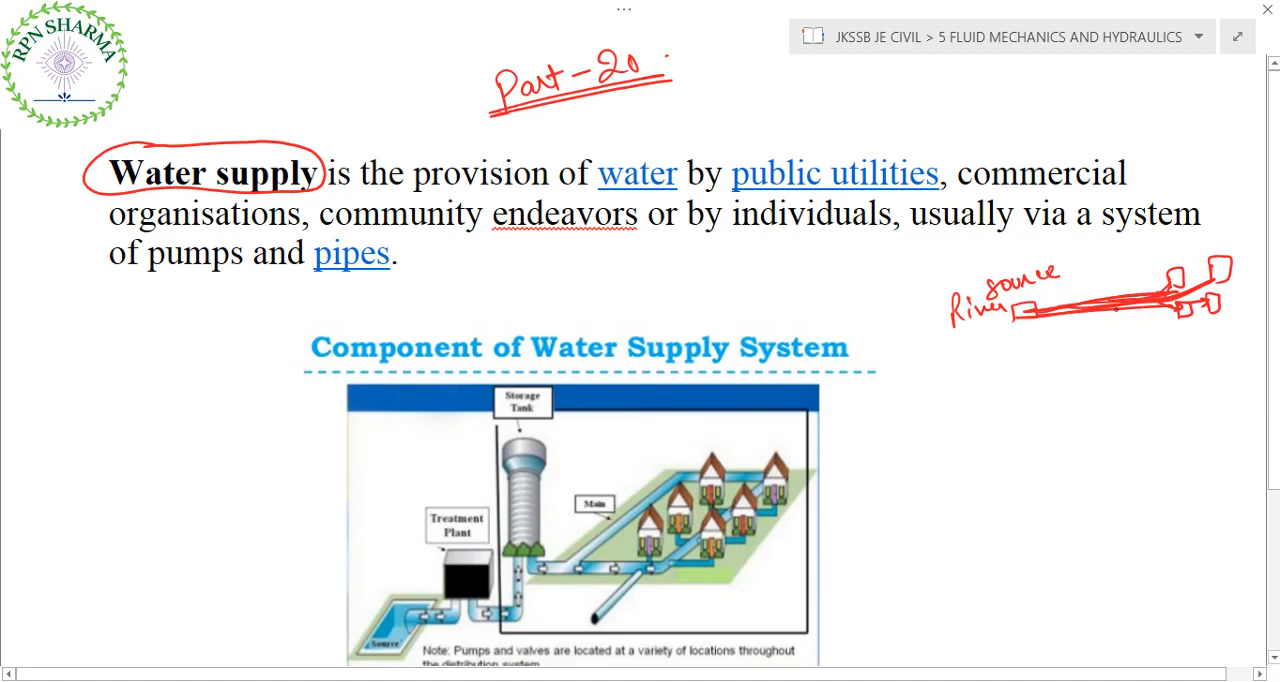 RPN SHARMA
JKSSB JE CIVIL > 5 FLUID MECHANICS AND HYDRAULICS
Part - 20
Water supply is the provision of water by public utilities, commercial
organisations, community endeavors or by individuals, usually via a system
of pumps and pipes.
source
River
Component of Water Supply System
Storage
Tank
Main
Treatment
Plant
Source
Note: Pumps and valves are located at a variety of locations throughout
the distribution system